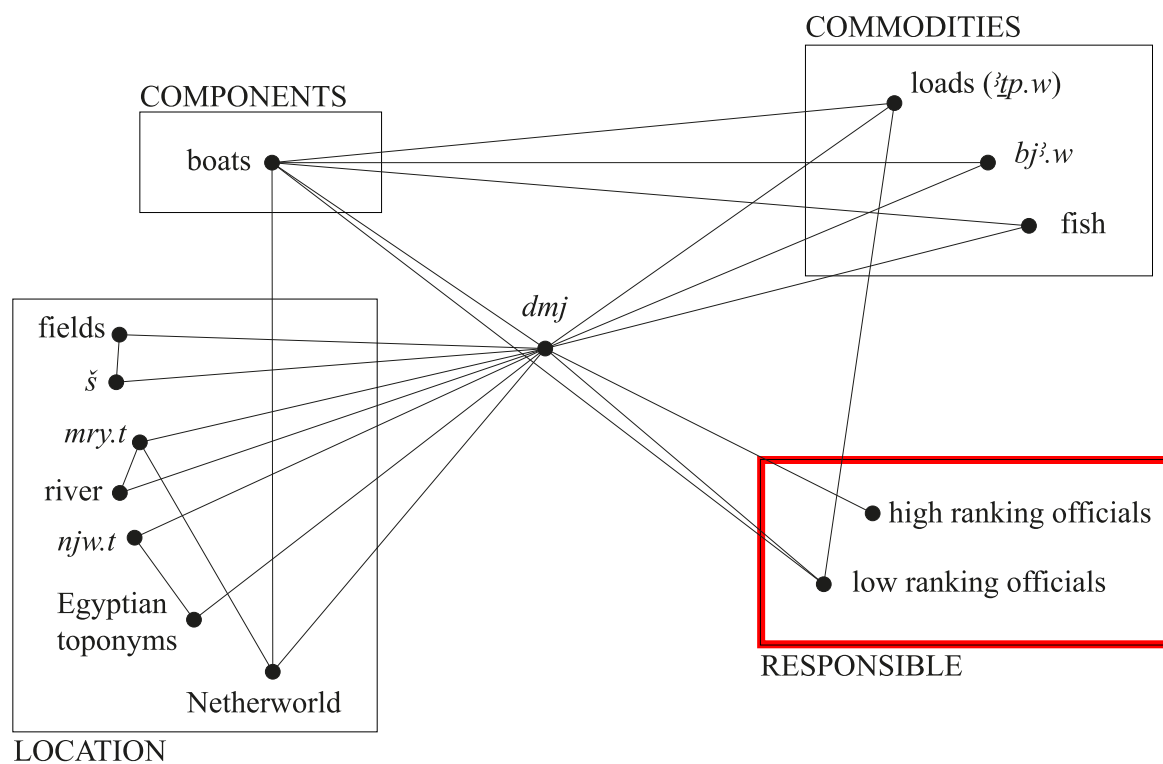 COMMODITIES
loads (ꜣṯp.w)
COMPONENTS
boats
bjꜣ.w
fish
dmj
fields
š
mry.t
river
njw.t
Egyptian
toponyms
Netherworld
LOCATION
high ranking officials
low ranking officials
RESPONSIBLE